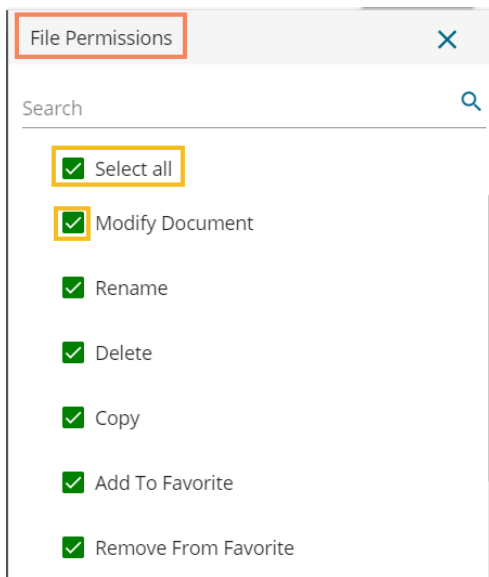 File Permissions
Search
Select all
Modify Document
Rename
Delete
Copy
Add To Favorite
Remove From Favorite